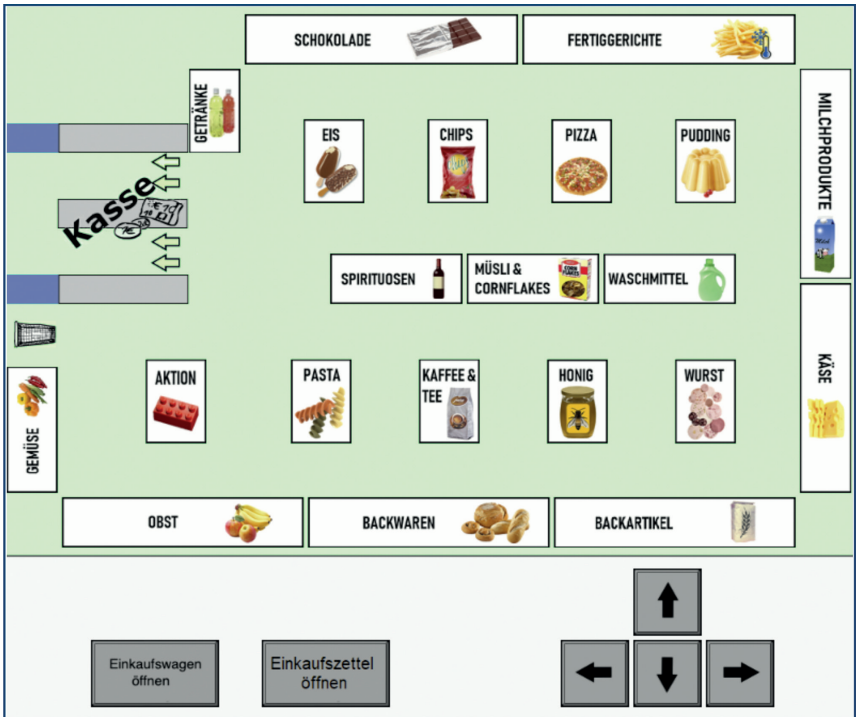 SCHOKOLADE
FERTIGGERICHTE
GETRÄNKE
MILCHPRODUKTE
EIS
CHIPS
PIZZA
PUDDING
Kasse
SPIRITUOSEN
MÜSLI &
CORNFLAKES
WASCHMITTEL
AKTION
PASTA
KAFFEE &
TEE
HONIG
WURST
KÄSE
GEMÜSE
OBST
BACKWAREN
BACKARTIKEL
Einkaufswagen
öffnen
Einkaufszettel
öffnen